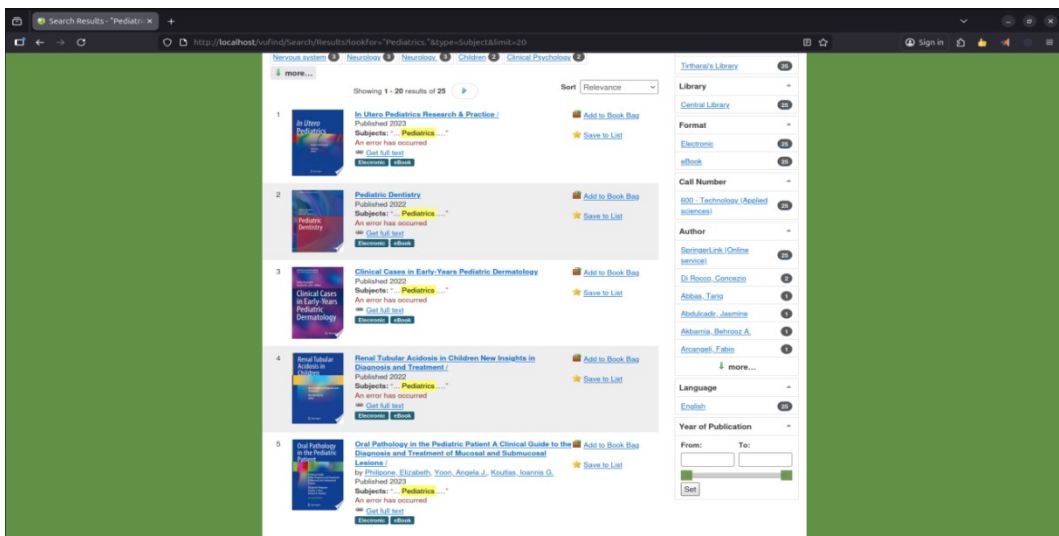 Search Results - "Pediatric
http://localhost/vufind/Search/Results?lookfor="Pediatrics."&type=Subject&limit=20
Sign in
Nervous system 3 Neurology 3 Neurology. 3 Children 2 Clinical Psychology 2
more...
Showing 1 - 20 results of 25
Sort Relevance
1
In Utero Pediatrics
In Utero Pediatrics Research & Practice /
Published 2023
Subjects: "... Pediatrics ...."
An error has occurred
Get full text
Electronic eBook
Add to Book Bag
Save to List
2
Pediatric Dentistry
Pediatric Dentistry
Published 2022
Subjects: "... Pediatrics ...."
An error has occurred
Get full text
Electronic eBook
Add to Book Bag
Save to List
3
Clinical Cases
in Early-Years
Pediatric
Dermatology
Clinical Cases in Early-Years Pediatric Dermatology
Published 2022
Subjects: "... Pediatrics ...."
An error has occurred
Get full text
Electronic eBook
Add to Book Bag
Save to List
4
Renal Tubular
Acidosis in
Children
Renal Tubular Acidosis in Children New Insights in
Diagnosis and Treatment /
Published 2022
Subjects: "... Pediatrics ...."
An error has occurred
Get full text
Electronic eBook
Add to Book Bag
Save to List
5
Oral Pathology
in the Pediatric
Patient
Oral Pathology in the Pediatric Patient A Clinical Guide to the
Diagnosis and Treatment of Mucosal and Submucosal
Lesions /
by Philipone, Elizabeth, Yoon, Angela J., Koutlas, Ioannis G.
Published 2023
Subjects: "... Pediatrics ...."
An error has occurred
Get full text
Electronic eBook
Add to Book Bag
Save to List
Tirtharaj's Library 25
Library
Central Library 25
Format
Electronic 25
eBook 25
Call Number
600 - Technology (Applied
sciences) 25
Author
SpringerLink (Online
service) 25
Di Rocco, Concezio 2
Abbas, Tariq 1
Abdulcadir, Jasmine 1
Akbarnia, Behrooz A. 1
Arcangeli, Fabio 1
more...
Language
English 25
Year of Publication
From: To:
Set